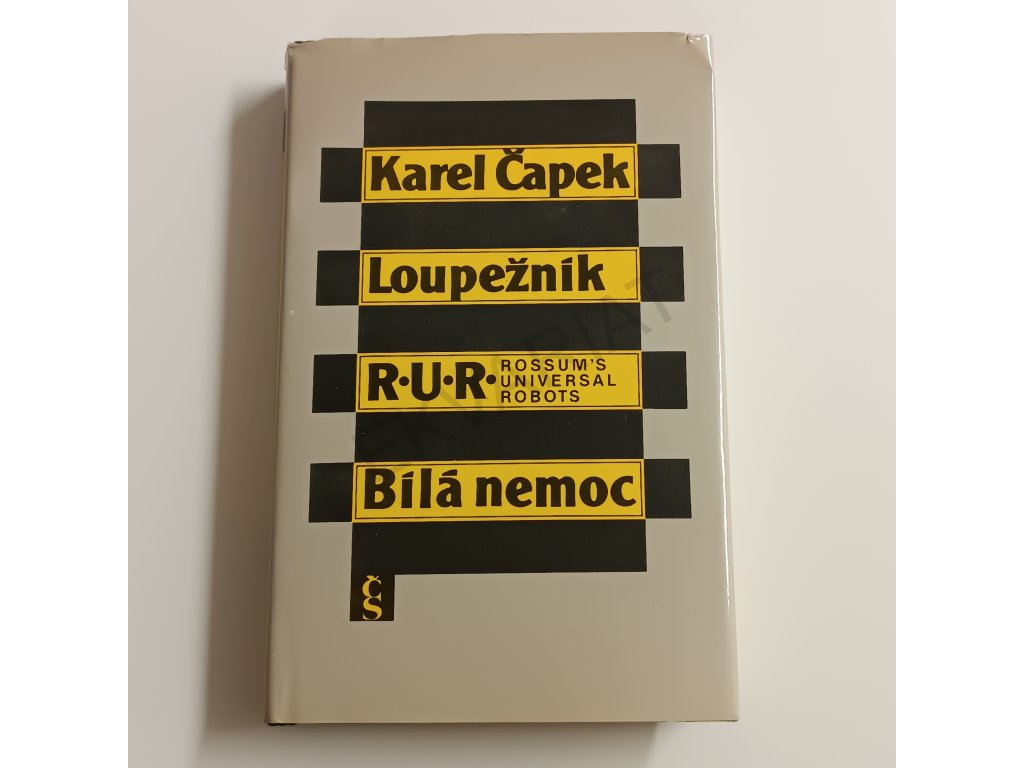 Karel Čapek
Loupežník
R·U·R·
ROSSUM'S
UNIVERSAL
ROBOTS
Bílá nemoc
ČS